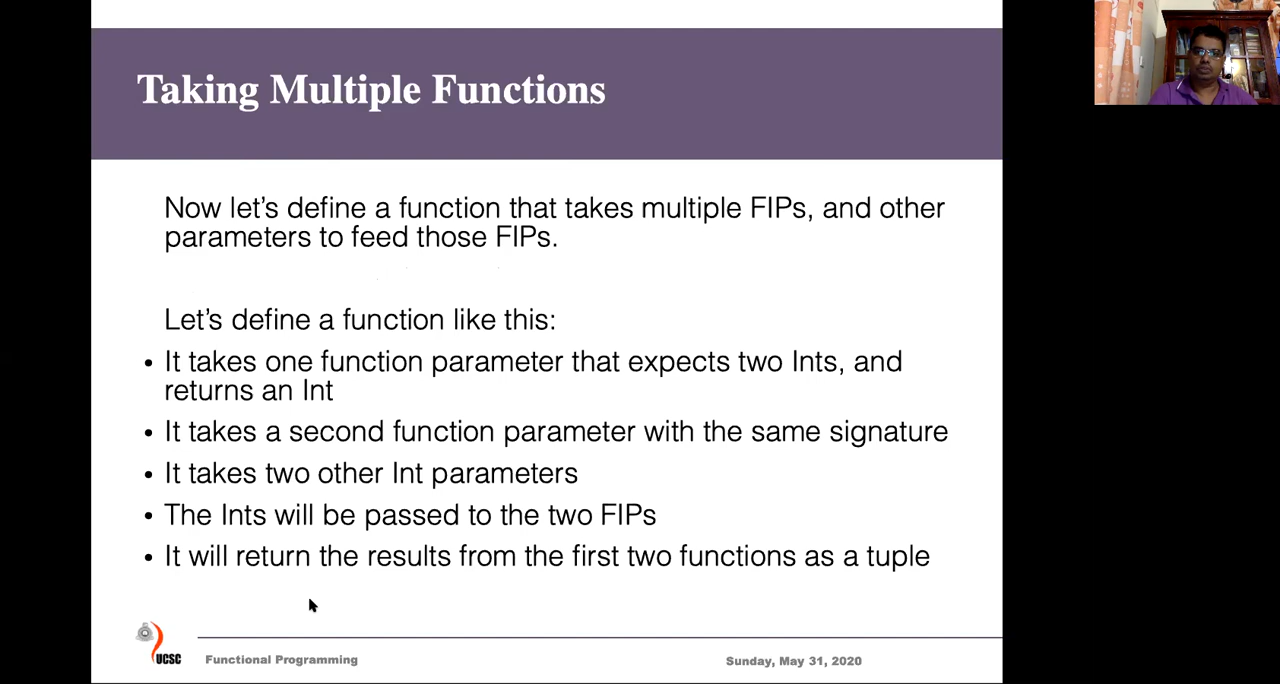 Taking Multiple Functions
Now let's define a function that takes multiple FIPs, and other
parameters to feed those FIPs.
Let's define a function like this:
• It takes one function parameter that expects two Ints, and
returns an Int
• It takes a second function parameter with the same signature
• It takes two other Int parameters
• The Ints will be passed to the two FIPs
• It will return the results from the first two functions as a tuple
UCSC
Functional Programming
Sunday, May 31, 2020